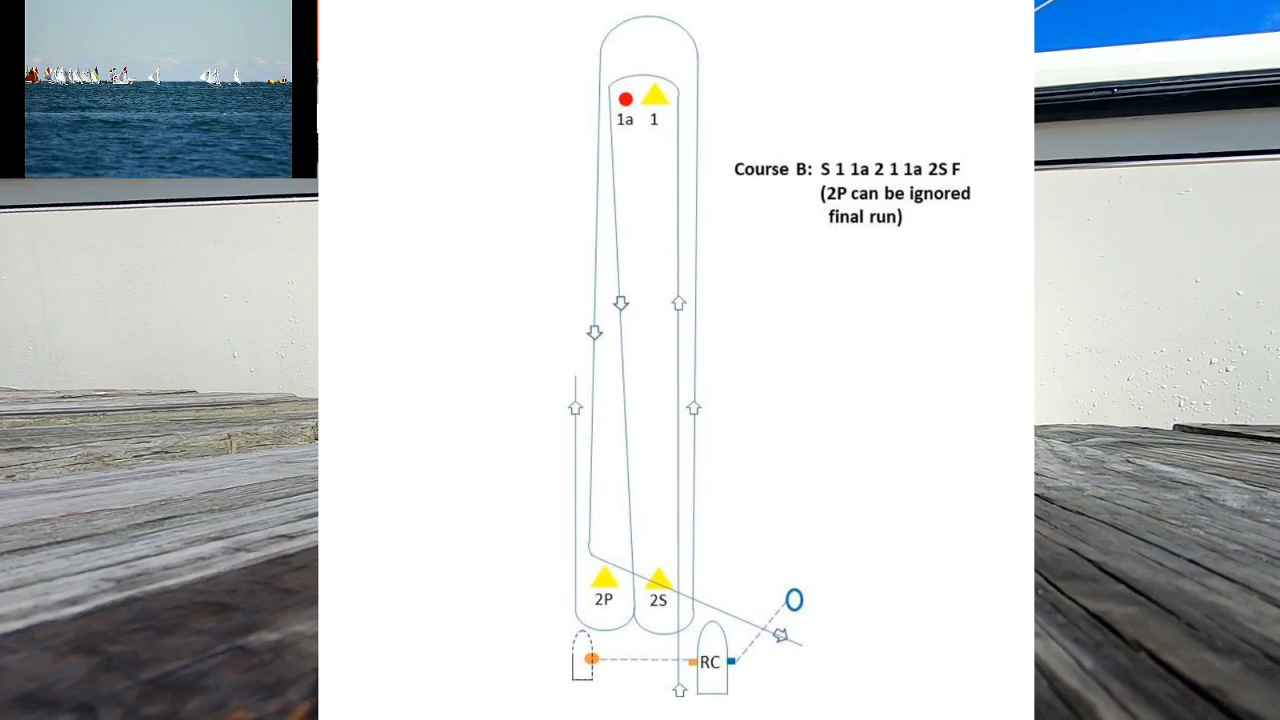 1a 1
Course B: S 1 1a 2 1 1a 2S F
(2P can be ignored
final run)
2P 2S
RC